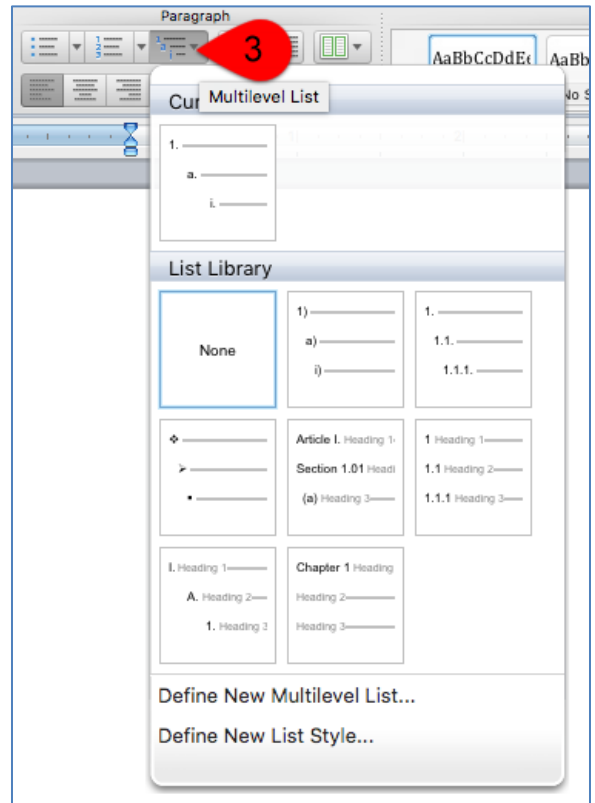 Paragraph
3
AaBbCcDdEe AaBb
No S
Multilevel List
Cur
1.
a.
i.
List Library
None
1)
a)
i)
1.
1.1.
1.1.1.
Article I. Heading 1
Section 1.01 Headi
(a) Heading 3
1 Heading 1
1.1 Heading 2
1.1.1 Heading 3
I. Heading 1
A. Heading 2
1. Heading 3
Chapter 1 Heading
Heading 2
Heading 3
Define New Multilevel List...
Define New List Style...